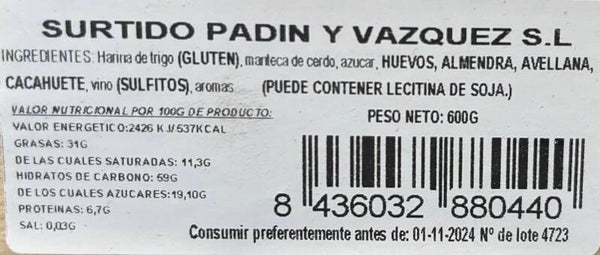 SURTIDO PADIN Y VAZQUEZ S.L
INGREDIENTES: Harina de trigo (GLUTEN), manteca de cerdo, azucar, HUEVOS, ALMENDRA, AVELLANA,
CACAHUETE, vino (SULFITOS), aromas. (PUEDE CONTENER LECITINA DE SOJA.)
VALOR NUTRICIONAL POR 100G DE PRODUCTO:
PESO NETO: 600G
VALOR ENERGETICO:2426 KJ/537KCAL
GRASAS: 31G
DE LAS CUALES SATURADAS: 11,3G
HIDRATOS DE CARBONO: 59G
DE LOS CUALES AZUCARES:19,10G
PROTEINAS: 6,7G
SAL: 0,03G
8 436032 880440
Consumir preferentemente antes de: 01-11-2024 Nº de lote 4723